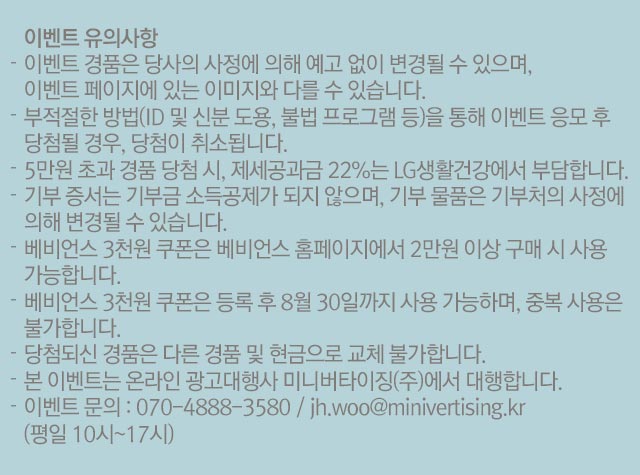 이벤트 유의사항
- 이벤트 경품은 당사의 사정에 의해 예고 없이 변경될 수 있으며,
이벤트 페이지에 있는 이미지와 다를 수 있습니다.
- 부적절한 방법(ID 및 신분 도용, 불법 프로그램 등)을 통해 이벤트 응모 후
당첨될 경우, 당첨이 취소됩니다.
- 5만원 초과 경품 당첨 시, 제세공과금 22%는 LG생활건강에서 부담합니다.
- 기부 증서는 기부금 소득공제가 되지 않으며, 기부 물품은 기부처의 사정에
의해 변경될 수 있습니다.
- 베비언스 3천원 쿠폰은 베비언스 홈페이지에서 2만원 이상 구매 시 사용
가능합니다.
- 베비언스 3천원 쿠폰은 등록 후 8월 30일까지 사용 가능하며, 중복 사용은
불가합니다.
- 당첨되신 경품은 다른 경품 및 현금으로 교체 불가합니다.
- 본 이벤트는 온라인 광고대행사 미니버타이징(주)에서 대행합니다.
- 이벤트 문의 : 070-4888-3580 / jh.woo@minivertising.kr
(평일 10시~17시)